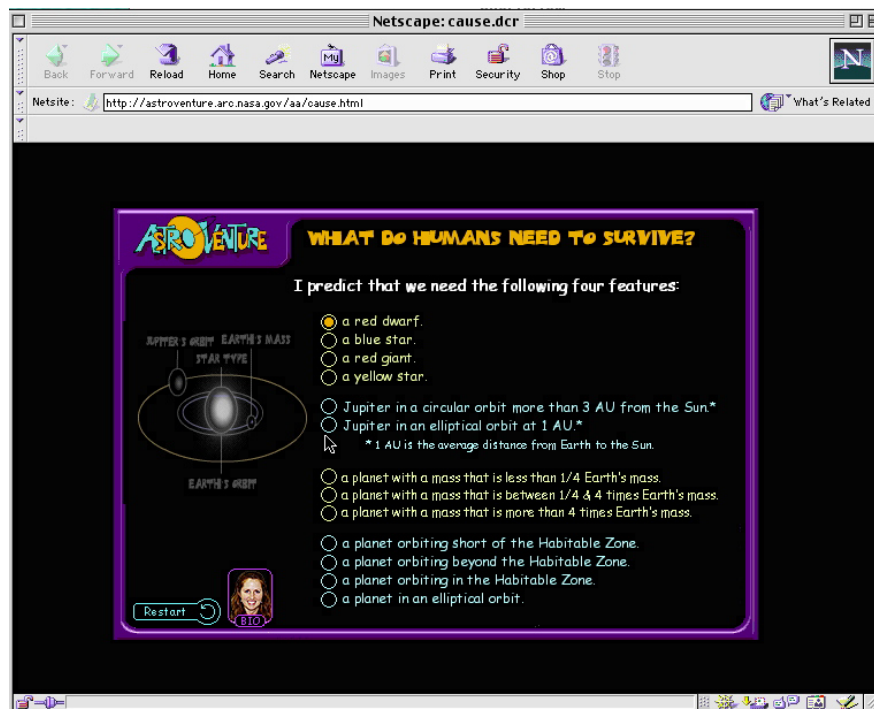 Netscape: cause.dcr
Back Forward Reload Home Search Netscape Images Print Security Shop Stop
My
N
Netsite: http://astroventure.arc.nasa.gov/aa/cause.html What's Related
ASTRO VENTURE
WHAT DO HUMANS NEED TO SURVIVE?
I predict that we need the following four features:
a red dwarf.
a blue star.
a red giant.
a yellow star.
JUPITER'S ORBIT EARTH'S MASS
STAR TYPE
EARTH'S ORBIT
Jupiter in a circular orbit more than 3 AU from the Sun.*
Jupiter in an elliptical orbit at 1 AU.*
* 1 AU is the average distance from Earth to the Sun.
a planet with a mass that is less than 1/4 Earth's mass.
a planet with a mass that is between 1/4 & 4 times Earth's mass.
a planet with a mass that is more than 4 times Earth's mass.
a planet orbiting short of the Habitable Zone.
a planet orbiting beyond the Habitable Zone.
a planet orbiting in the Habitable Zone.
a planet in an elliptical orbit.
Restart
BIO